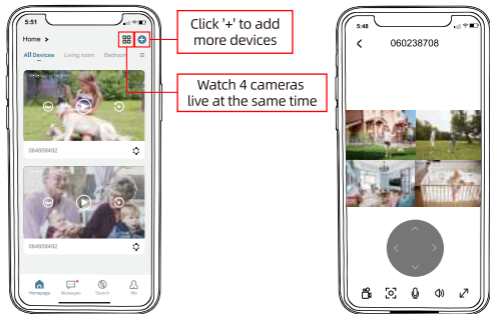 5:51
Home >
All Devices Living room Bedroom
Click '+' to add
more devices
Watch 4 cameras
live at the same time
064958492
064958492
Homepage Messages Search Me
5:48
060238708